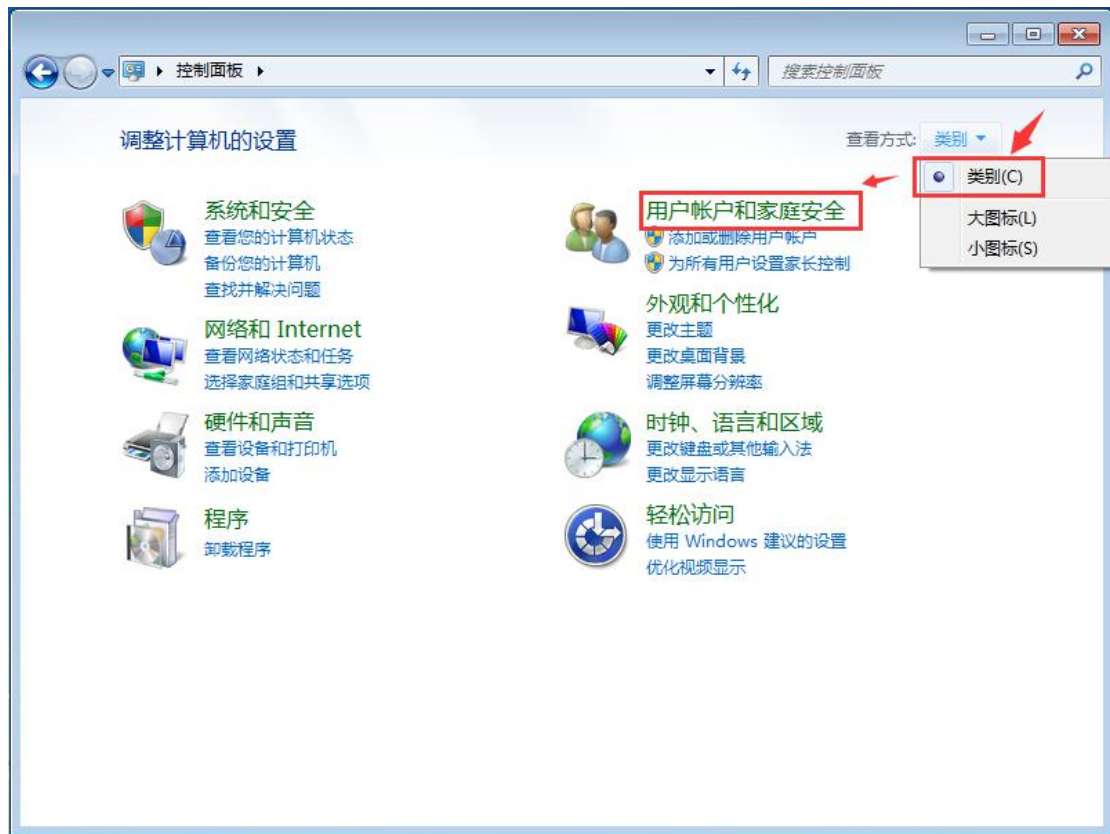 控制面板
搜索控制面板
调整计算机的设置
查看方式: 类别
类别(C)
大图标(L)
小图标(S)
系统和安全
查看您的计算机状态
备份您的计算机
查找并解决问题
网络和 Internet
查看网络状态和任务
选择家庭组和共享选项
硬件和声音
查看设备和打印机
添加设备
程序
卸载程序
用户帐户和家庭安全
添加或删除用户帐户
为所有用户设置家长控制
外观和个性化
更改主题
更改桌面背景
调整屏幕分辨率
时钟、语言和区域
更改键盘或其他输入法
更改显示语言
轻松访问
使用 Windows 建议的设置
优化视频显示